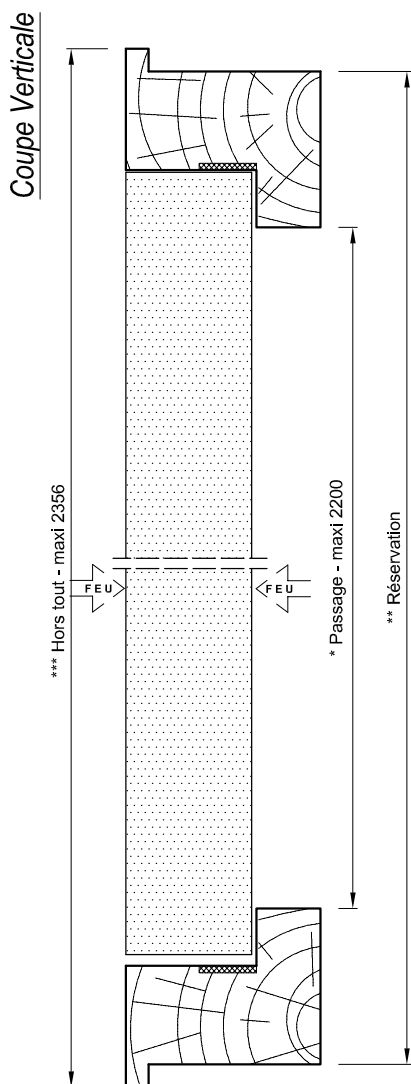 Coupe Verticale
*** Hors tout - maxi 2356
FEU
FEU
* Passage - maxi 2200
** Réservation